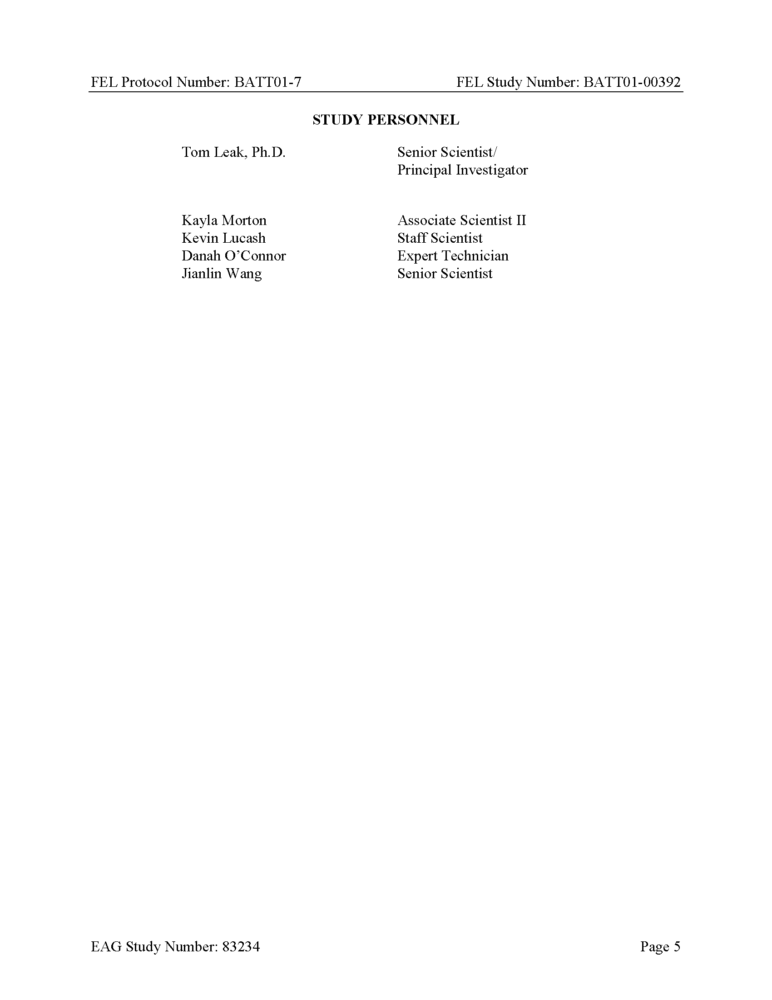 FEL Protocol Number: BATT01-7 FEL Study Number: BATT01-00392
STUDY PERSONNEL
Tom Leak, Ph.D. Senior Scientist/
Principal Investigator
Kayla Morton Associate Scientist II
Kevin Lucash Staff Scientist
Danah O’Connor Expert Technician
Jianlin Wang Senior Scientist
EAG Study Number: 83234 Page 5